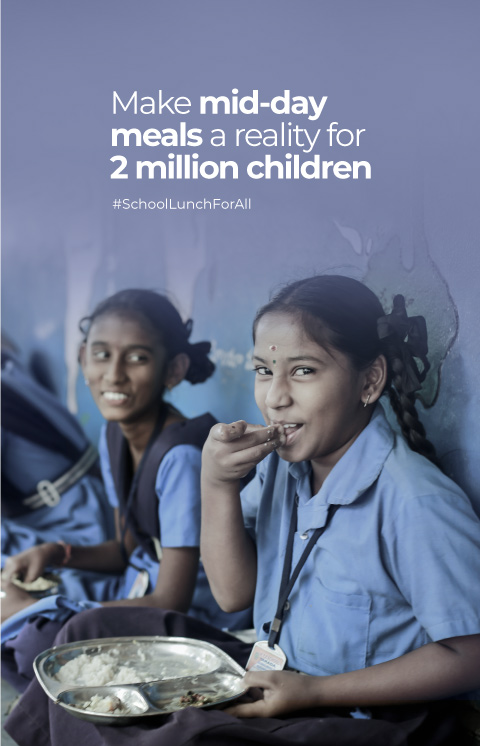 Make mid-day
meals a reality for
2 million children
#SchoolLunchForAll